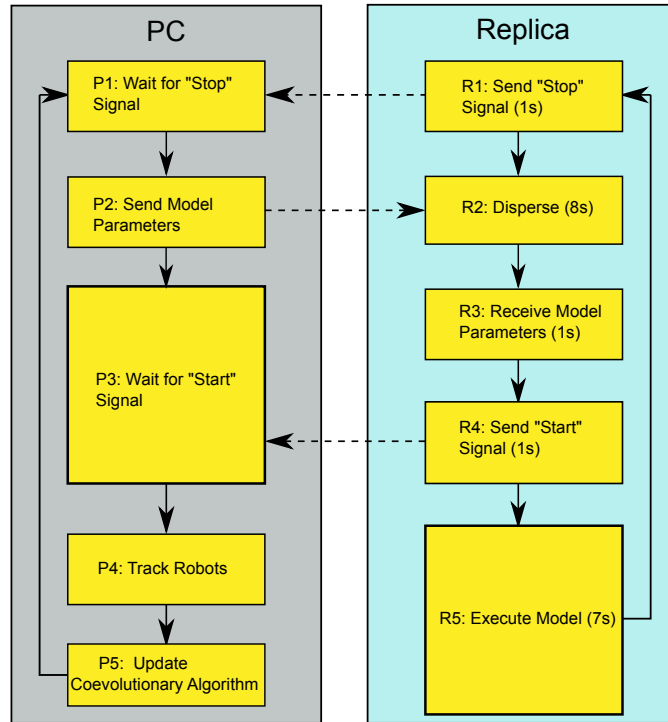 PC
P1: Wait for "Stop"
Signal
P2: Send Model
Parameters
P3: Wait for "Start"
Signal
P4: Track Robots
P5:  Update
Coevolutionary Algorithm
Replica
R1: Send "Stop"
Signal (1s)
R2: Disperse (8s)
R3: Receive Model
Parameters (1s)
R4: Send "Start"
Signal (1s)
R5: Execute Model (7s)